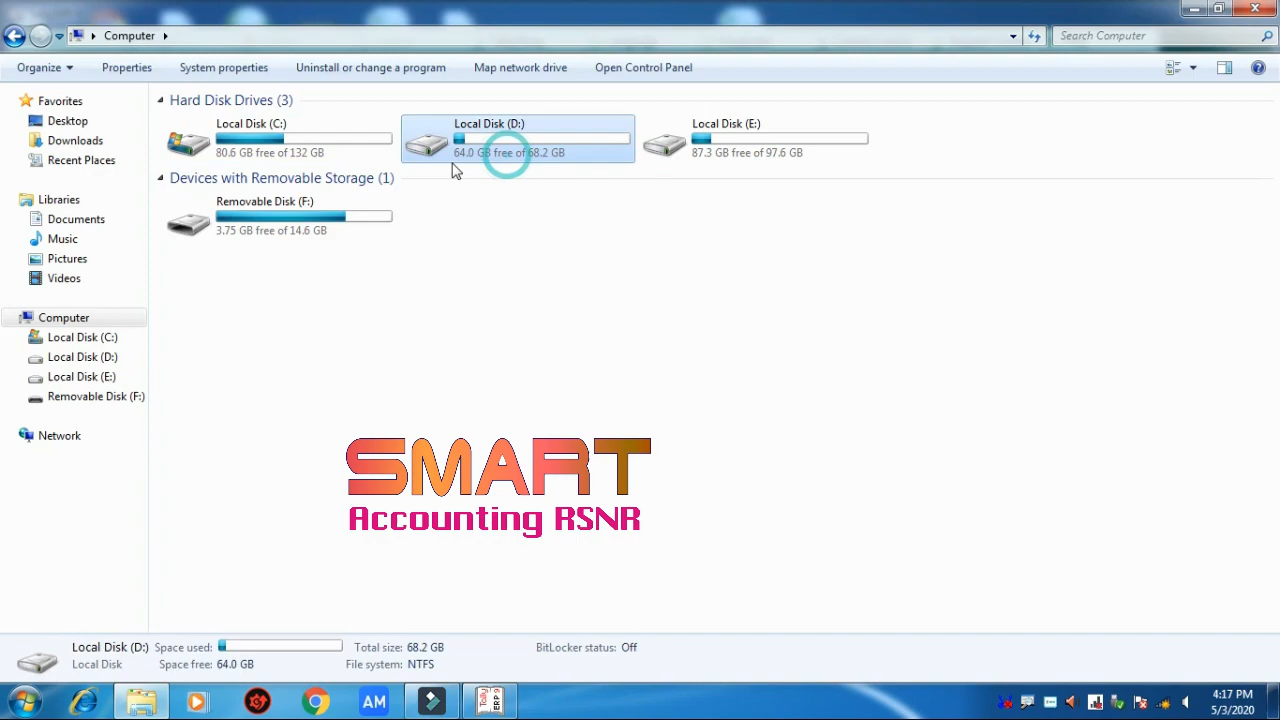 Computer
Search Computer
Organize
Properties
System properties
Uninstall or change a program
Map network drive
Open Control Panel
Favorites
Desktop
Downloads
Recent Places
Libraries
Documents
Music
Pictures
Videos
Computer
Local Disk (C:)
Local Disk (D:)
Local Disk (E:)
Removable Disk (F:)
Network
Hard Disk Drives (3)
Local Disk (C:)
80.6 GB free of 132 GB
Local Disk (D:)
64.0 GB free of 68.2 GB
Local Disk (E:)
87.3 GB free of 97.6 GB
Devices with Removable Storage (1)
Removable Disk (F:)
3.75 GB free of 14.6 GB
SMART
Accounting RSNR
Local Disk (D:) Space used: Total size: 68.2 GB BitLocker status: Off
Local Disk Space free: 64.0 GB File system: NTFS
AM
Tally
ERP 9
4:17 PM
5/3/2020